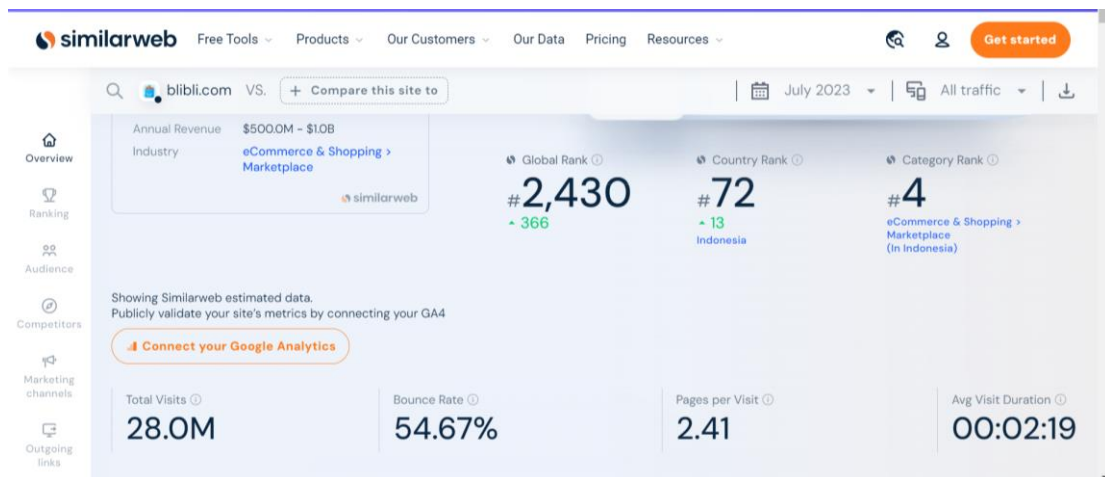 similarweb Free Tools Products Our Customers Our Data Pricing Resources Get started
blibli.com VS. + Compare this site to July 2023 All traffic
Overview
Ranking
Audience
Competitors
Marketing
channels
Outgoing
links
Annual Revenue $500.0M – $1.0B
Industry eCommerce & Shopping >
Marketplace
similarweb
Global Rank
#2,430
366
Country Rank
#72
13
Indonesia
Category Rank
#4
eCommerce & Shopping >
Marketplace
(In Indonesia)
Showing Similarweb estimated data.
Publicly validate your site's metrics by connecting your GA4
Connect your Google Analytics
Total Visits
28.0M
Bounce Rate
54.67%
Pages per Visit
2.41
Avg Visit Duration
00:02:19